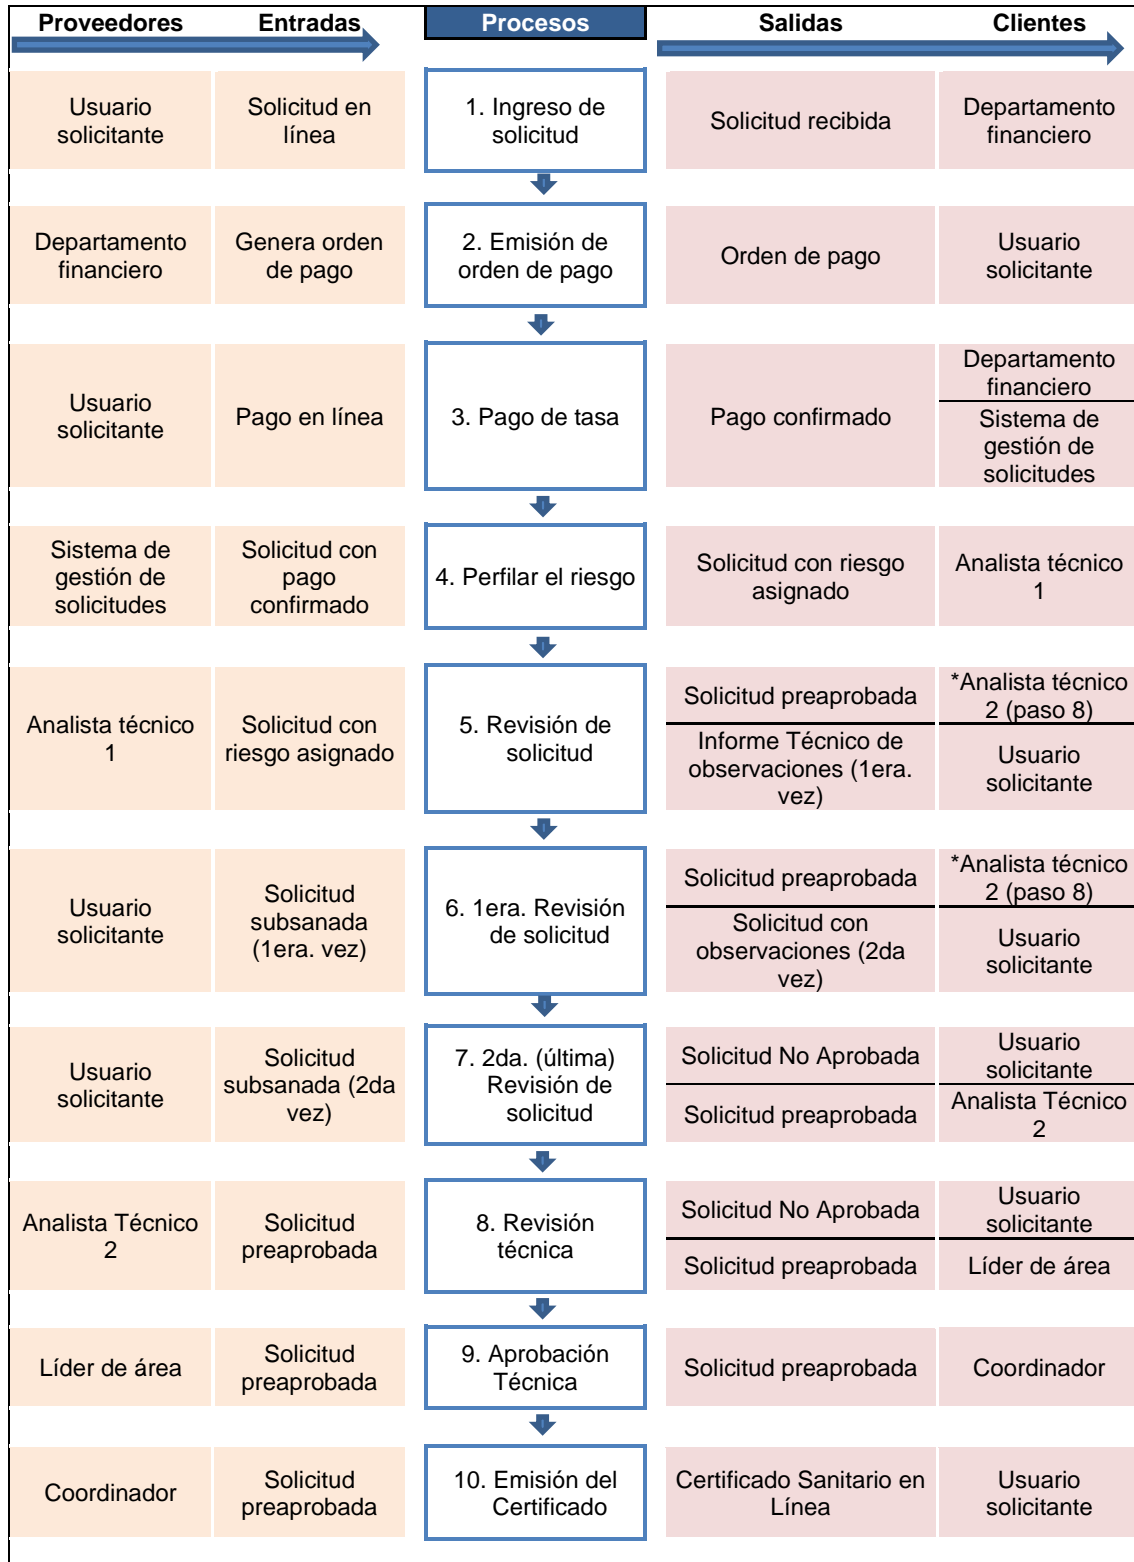 Proveedores Entradas Procesos Salidas Clientes
Usuario
solicitante
Solicitud en
línea
1. Ingreso de
solicitud
Solicitud recibida
Departamento
financiero
Departamento
financiero
Genera orden
de pago
2. Emisión de
orden de pago
Orden de pago
Usuario
solicitante
Usuario
solicitante
Pago en línea
3. Pago de tasa
Pago confirmado
Departamento
financiero
Sistema de
gestión de
solicitudes
Sistema de
gestión de
solicitudes
Solicitud con
pago
confirmado
4. Perfilar el riesgo
Solicitud con riesgo
asignado
Analista técnico
1
Analista técnico
1
Solicitud con
riesgo asignado
5. Revisión de
solicitud
Solicitud preaprobada
*Analista técnico
2 (paso 8)
Informe Técnico de
observaciones (1era.
vez)
Usuario
solicitante
Usuario
solicitante
Solicitud
subsanada
(1era. vez)
6. 1era. Revisión
de solicitud
Solicitud preaprobada
*Analista técnico
2 (paso 8)
Solicitud con
observaciones (2da
vez)
Usuario
solicitante
Usuario
solicitante
Solicitud
subsanada (2da
vez)
7. 2da. (última)
Revisión de
solicitud
Solicitud No Aprobada
Usuario
solicitante
Solicitud preaprobada
Analista Técnico
2
Analista Técnico
2
Solicitud
preaprobada
8. Revisión
técnica
Solicitud No Aprobada
Usuario
solicitante
Solicitud preaprobada
Líder de área
Líder de área
Solicitud
preaprobada
9. Aprobación
Técnica
Solicitud preaprobada
Coordinador
Coordinador
Solicitud
preaprobada
10. Emisión del
Certificado
Certificado Sanitario en
Línea
Usuario
solicitante